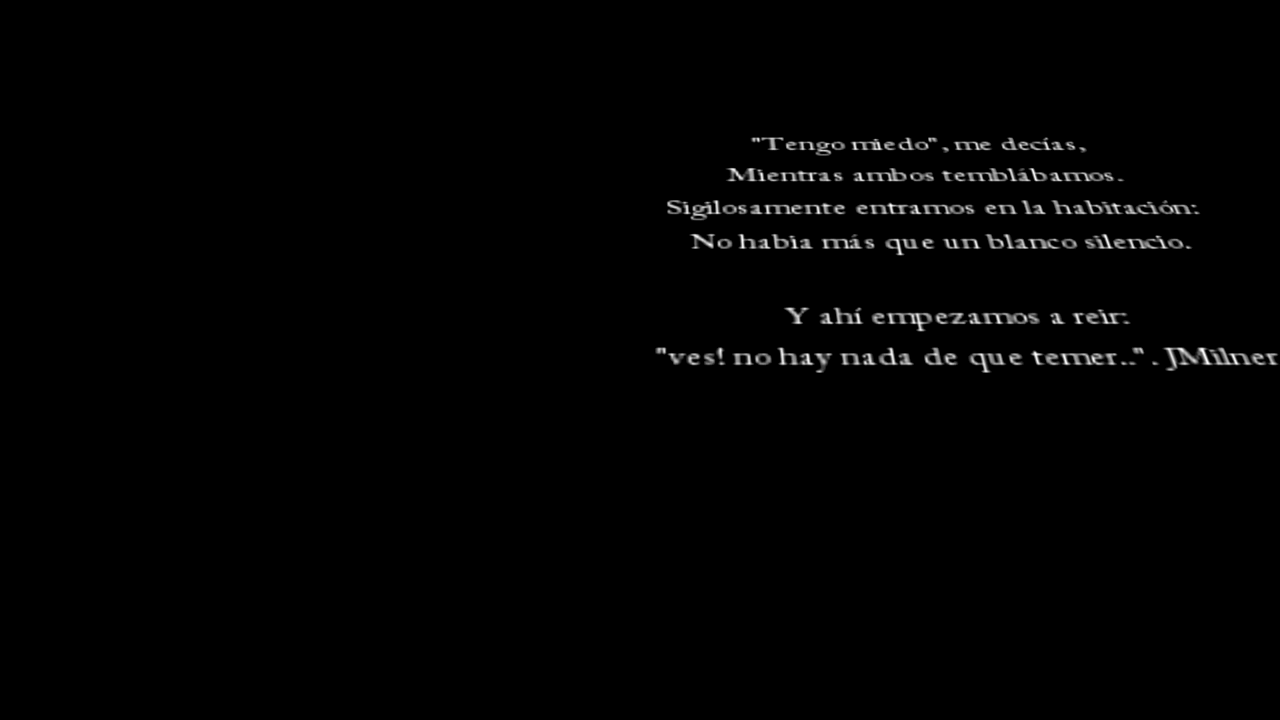 "Tengo miedo", me decías,
Mientras ambos temblábamos.
Sigilosamente entramos en la habitación:
No habia más que un blanco silencio.
Y ahí empezamos a reir:
"ves! no hay nada de que temer..". JMilner